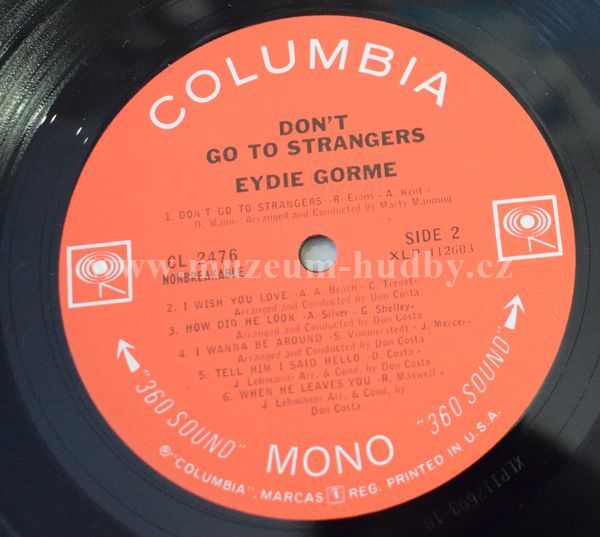 COLUMBIA
DON'T
GO TO STRANGERS
EYDIE GORME
1. DON'T GO TO STRANGERS -R. Evans - A. Kent -
D. Mann- Arranged and Conducted by Marty Manning
CL 2476
NONBREAKABLE
SIDE 2
XLP 112603
www.muzeum-hudby.cz
2. I WISH YOU LOVE -A. A. Beach - C. Trenet-
Arranged and Conducted by Don Costa
3. HOW DID HE LOOK -A. Silver - G. Shelley-
Arranged and Conducted by Don Costa
4. I WANNA BE AROUND -S. Vimmerstedt - J. Mercer-
Arranged and Conducted by Don Costa
5. TELL HIM I SAID HELLO -D. Costa -
J. Lehmann- Arr. & Cond. by Don Costa
6. WHEN HE LEAVES YOU -R. Maxwell -
J. Lehmann- Arr. & Cond. by
Don Costa
"360 SOUND"
MONO
"360 SOUND"
®"COLUMBIA", MARCAS 1 REG. PRINTED IN U.S.A.
XLP112603-1B